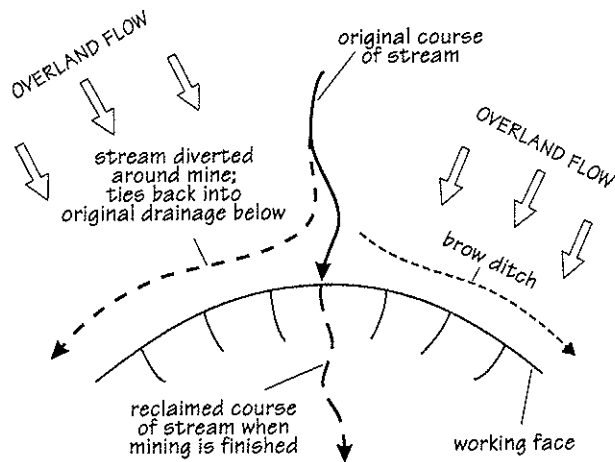 original course
of stream
OVERLAND FLOW
stream diverted
around mine;
ties back into
original drainage below
OVERLAND FLOW
brow ditch
reclaimed course
of stream when
mining is finished
working face